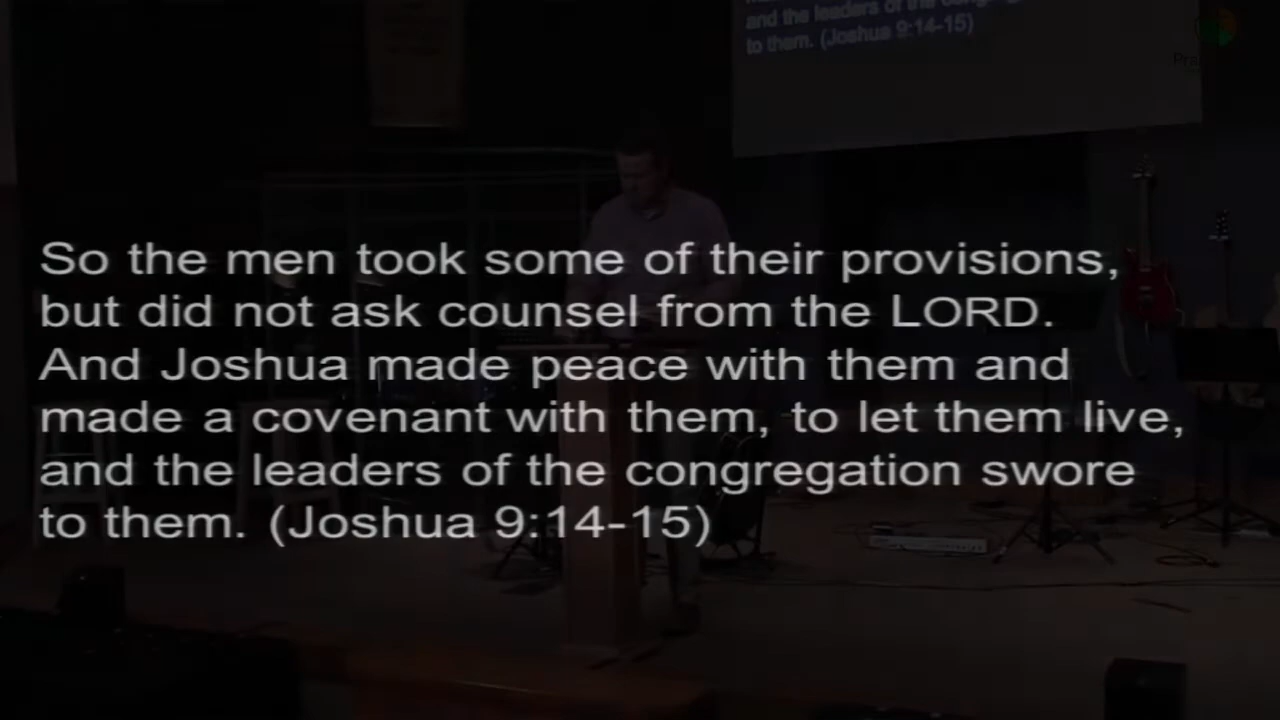 and the leaders of the
to them. (Joshua 9:14-15)
So the men took some of their provisions,
but did not ask counsel from the LORD.
And Joshua made peace with them and
made a covenant with them, to let them live,
and the leaders of the congregation swore
to them. (Joshua 9:14-15)